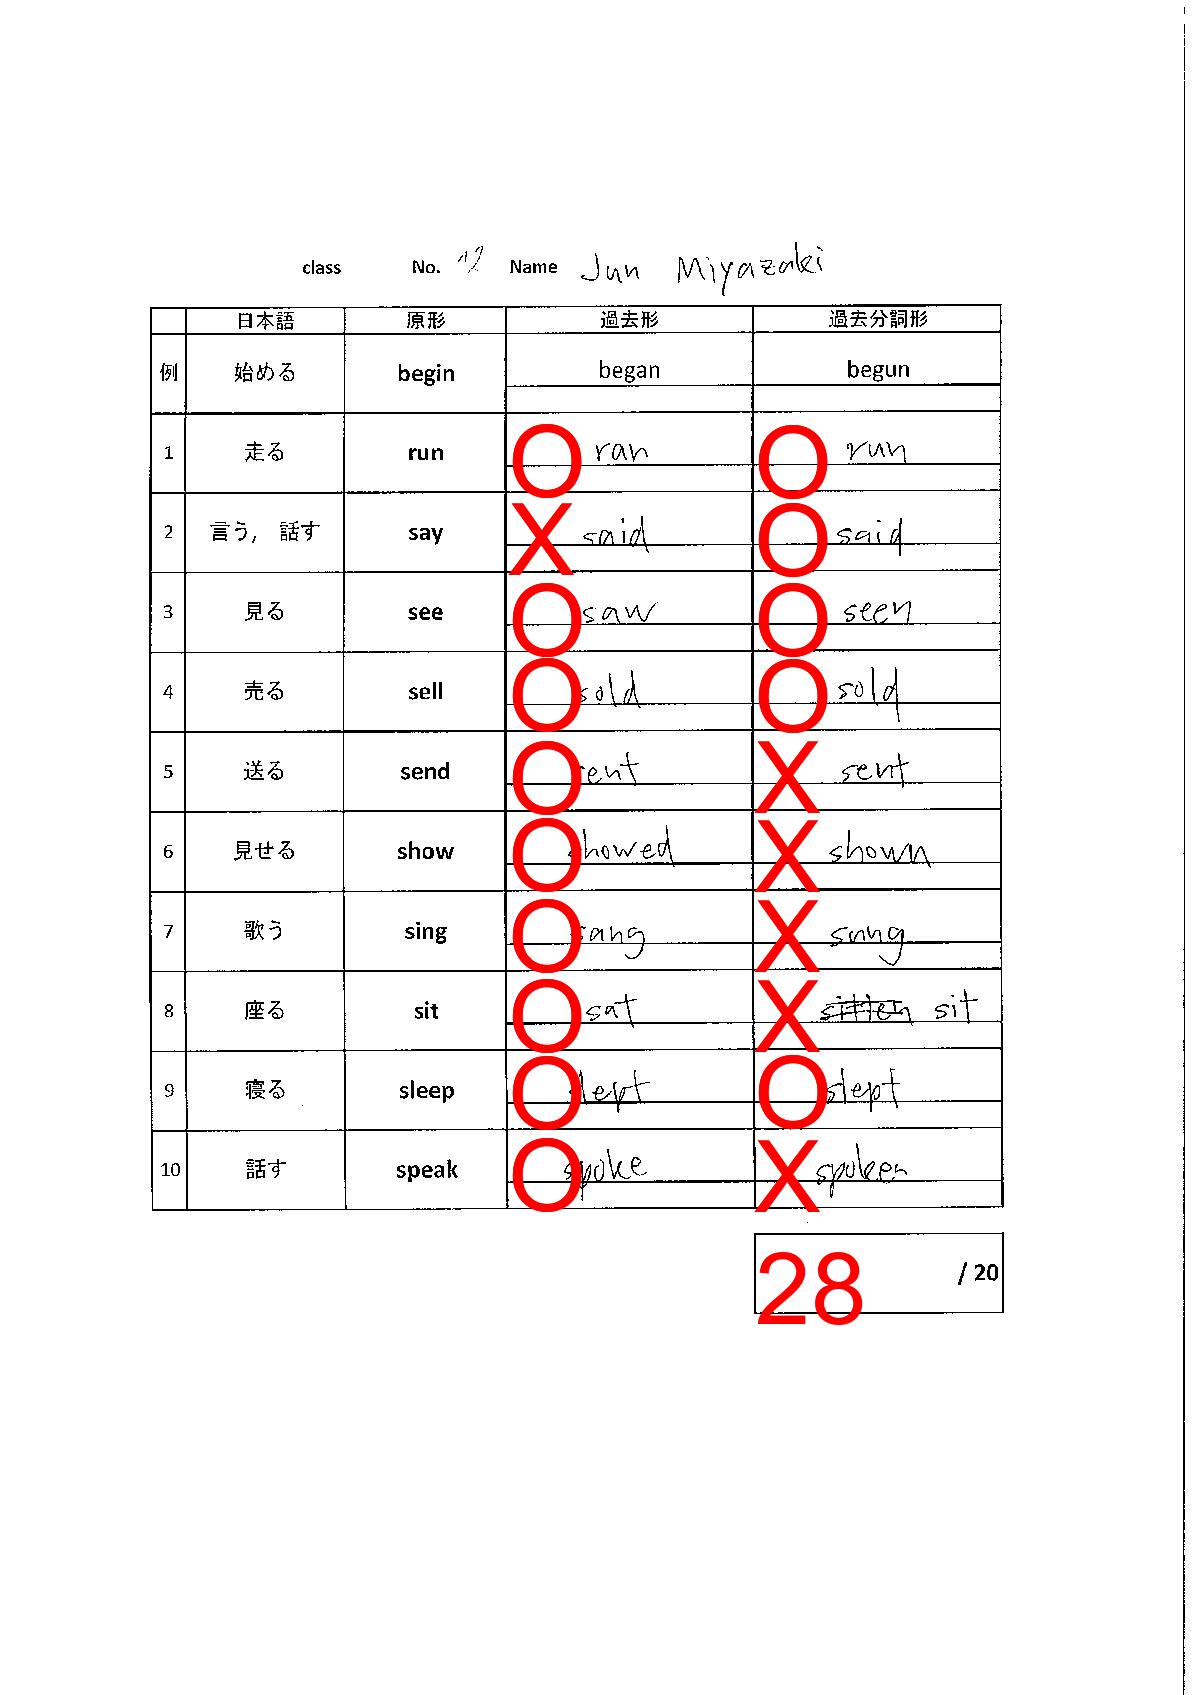 class No. 12 Name Jun Miyazaki
日本語 原形 過去形 過去分詞形
例 始める begin began begun
1 走る run O ran O run
2 言う, 話す say X said O said
3 見る see O saw O seen
4 売る sell O sold O sold
5 送る send O sent X sent
6 見せる show O showed X shown
7 歌う sing O sang X sung
8 座る sit O sat X sitten sit
9 寝る sleep O slept O slept
10 話す speak O spoke X spoken
28 / 20